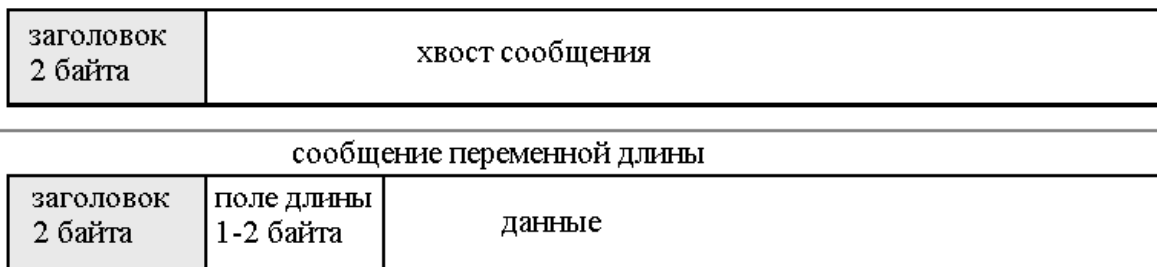 заголовок
2 байта
хвост сообщения
сообщение переменной длины
заголовок
2 байта
поле длины
1-2 байта
данные